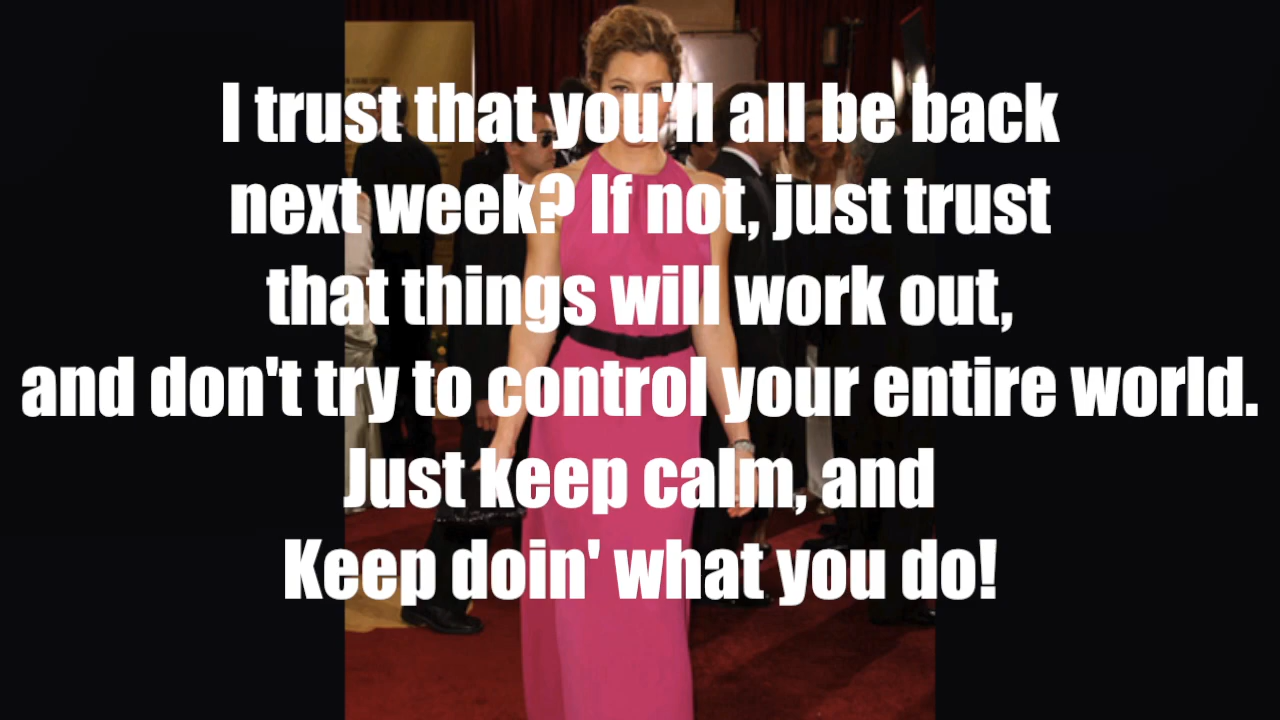 I trust that you'll all be back
next week? If not, just trust
that things will work out,
and don't try to control your entire world.
Just keep calm, and
Keep doin' what you do!